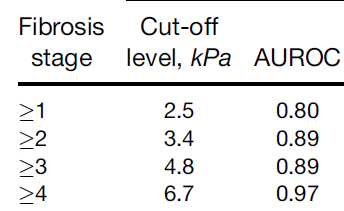 Fibrosis Cut-off
stage level, kPa AUROC
≥1 2.5 0.80
≥2 3.4 0.89
≥3 4.8 0.89
≥4 6.7 0.97